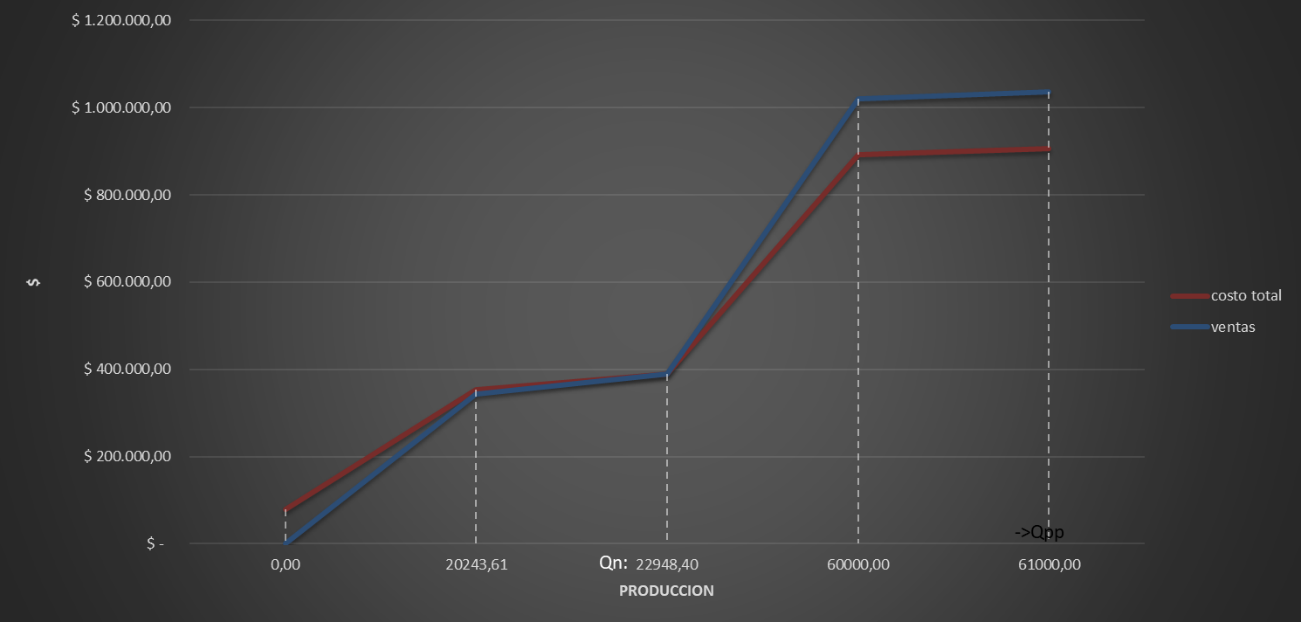 $ 1.200.000,00
$ 1.000.000,00
$ 800.000,00
$ 600.000,00
$ 400.000,00
$ 200.000,00
$ -
$
costo total
ventas
->Qpp
0,00 20243,61 Qn: 22948,40 60000,00 61000,00
PRODUCCION